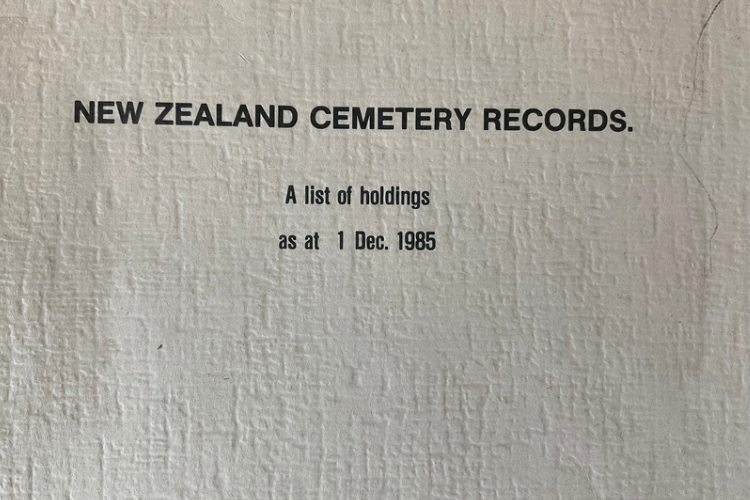 NEW ZEALAND CEMETERY RECORDS.
A list of holdings
as at 1 Dec. 1985